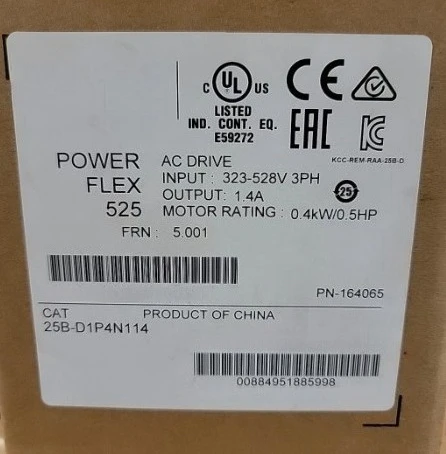 C UL US
LISTED
IND. CONT. EQ.
E59272
CE
EAC
KCC-REM-RAA-25B-D
POWER
FLEX
525
AC DRIVE
INPUT : 323-528V 3PH
OUTPUT: 1.4A
MOTOR RATING : 0.4kW/0.5HP
25
FRN : 5.001
PN-164065
CAT
PRODUCT OF CHINA
25B-D1P4N114
00884951885998